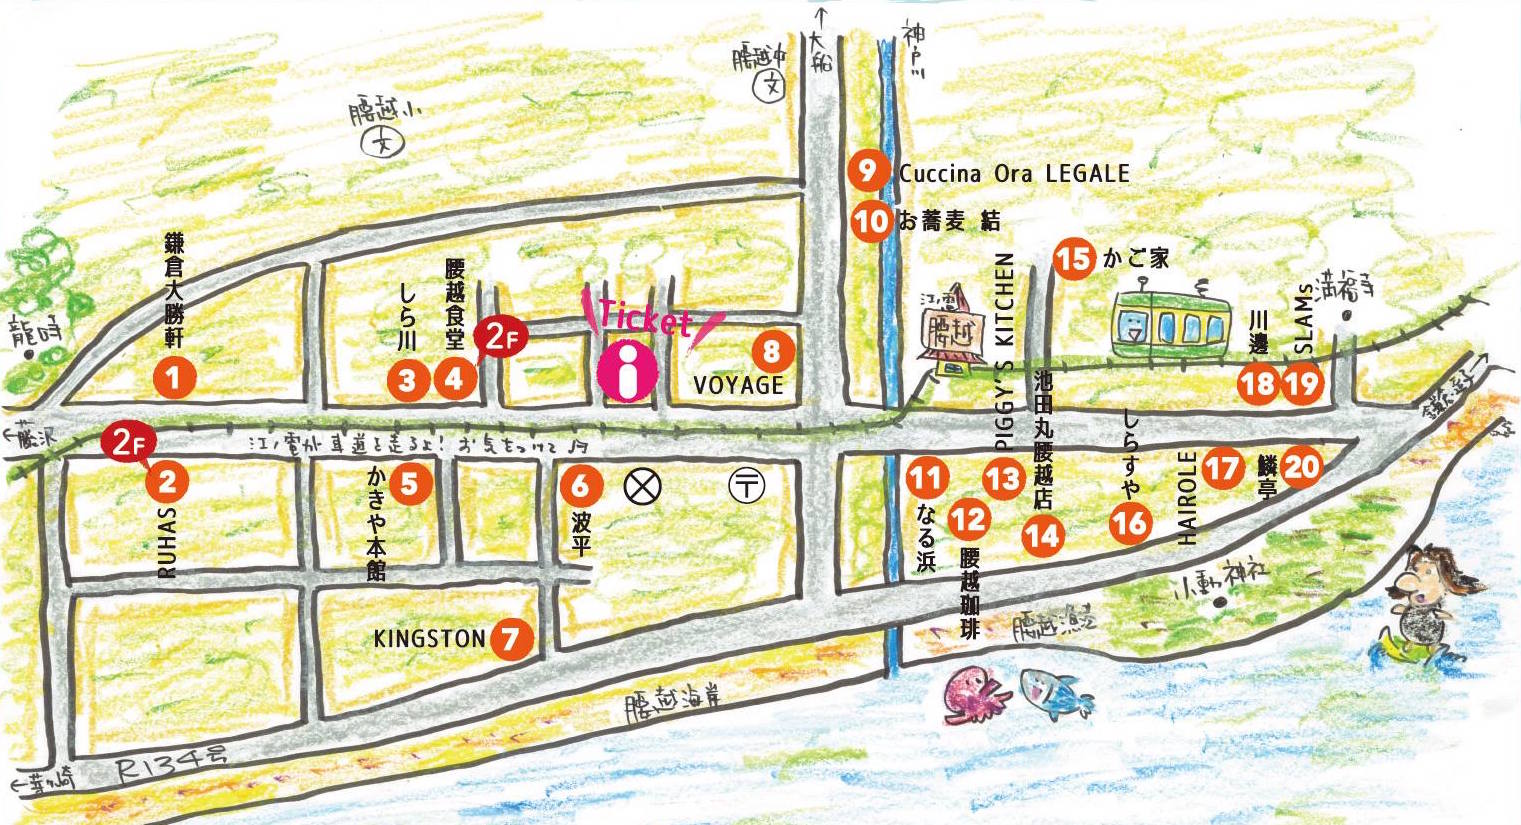 大船
神戸川
腰越中
文
腰越小
文
9 Cuccina Ora LEGALE
10 お蕎麦 結
15 かご家
鎌倉大勝軒
1
しら川
3
腰越食堂
4
2F
Ticket
i
8
VOYAGE
江ノ電
腰越
PIGGY'S KITCHEN
13
池田丸腰越店
14
川邊
18
SLAMs
19
満福寺
龍口寺
←藤沢
2F
2
RUHAS
江ノ電が車道を走るよ!お気をつけて
かきや本館
5
6
波平
〒
11
なる浜
12
腰越珈琲
しらすや
16
HAIROLE
17
鱗亭
20
KINGSTON 7
小動神社
腰越漁港
腰越海岸
R134号
←茅ヶ崎